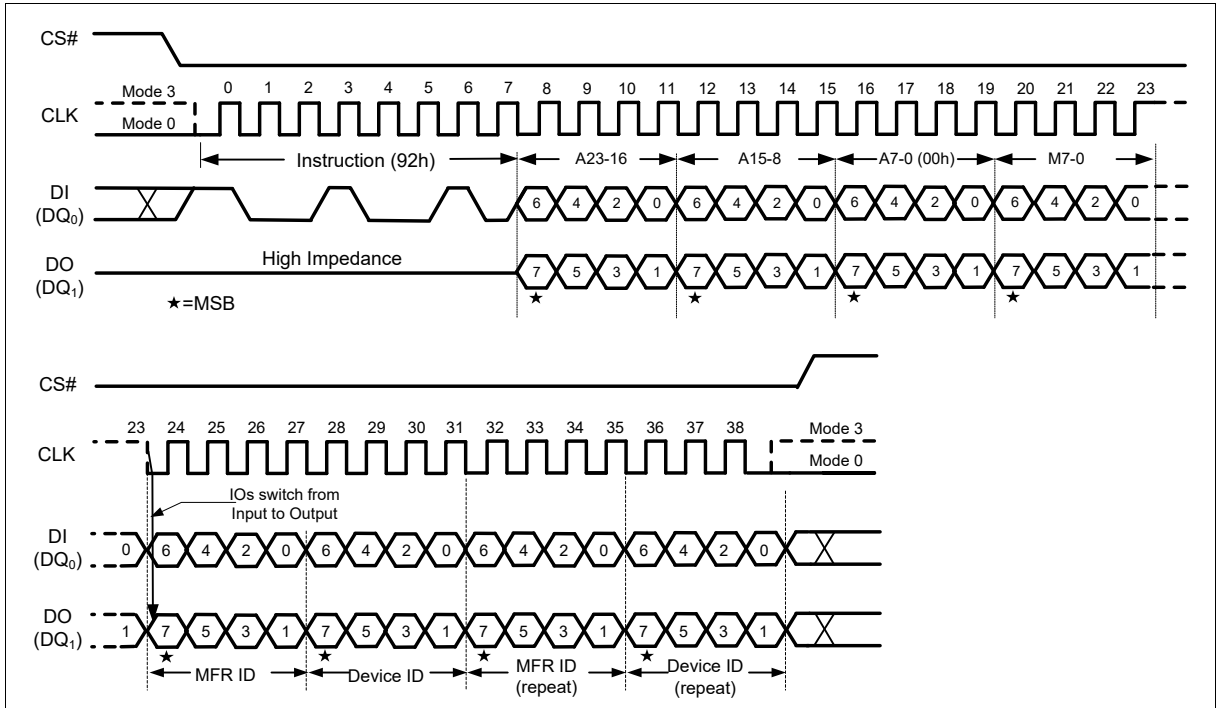 CS#
Mode 3
0 1 2 3 4 5 6 7 8 9 10 11 12 13 14 15 16 17 18 19 20 21 22 23
CLK
Mode 0
Instruction (92h) A23-16 A15-8 A7-0 (00h) M7-0
DI
(DQ0)
6 4 2 0 6 4 2 0 6 4 2 0 6 4 2 0
High Impedance
DO
(DQ1)
7 5 3 1 7 5 3 1 7 5 3 1 7 5 3 1
★ ★ ★ ★
★=MSB
CS#
23 24 25 26 27 28 29 30 31 32 33 34 35 36 37 38
Mode 3
CLK
Mode 0
IOs switch from
Input to Output
DI
(DQ0)
0 6 4 2 0 6 4 2 0 6 4 2 0 6 4 2 0
DO
(DQ1)
1 7 5 3 1 7 5 3 1 7 5 3 1 7 5 3 1
★ ★ ★ ★
MFR ID Device ID MFR ID
(repeat)
Device ID
(repeat)